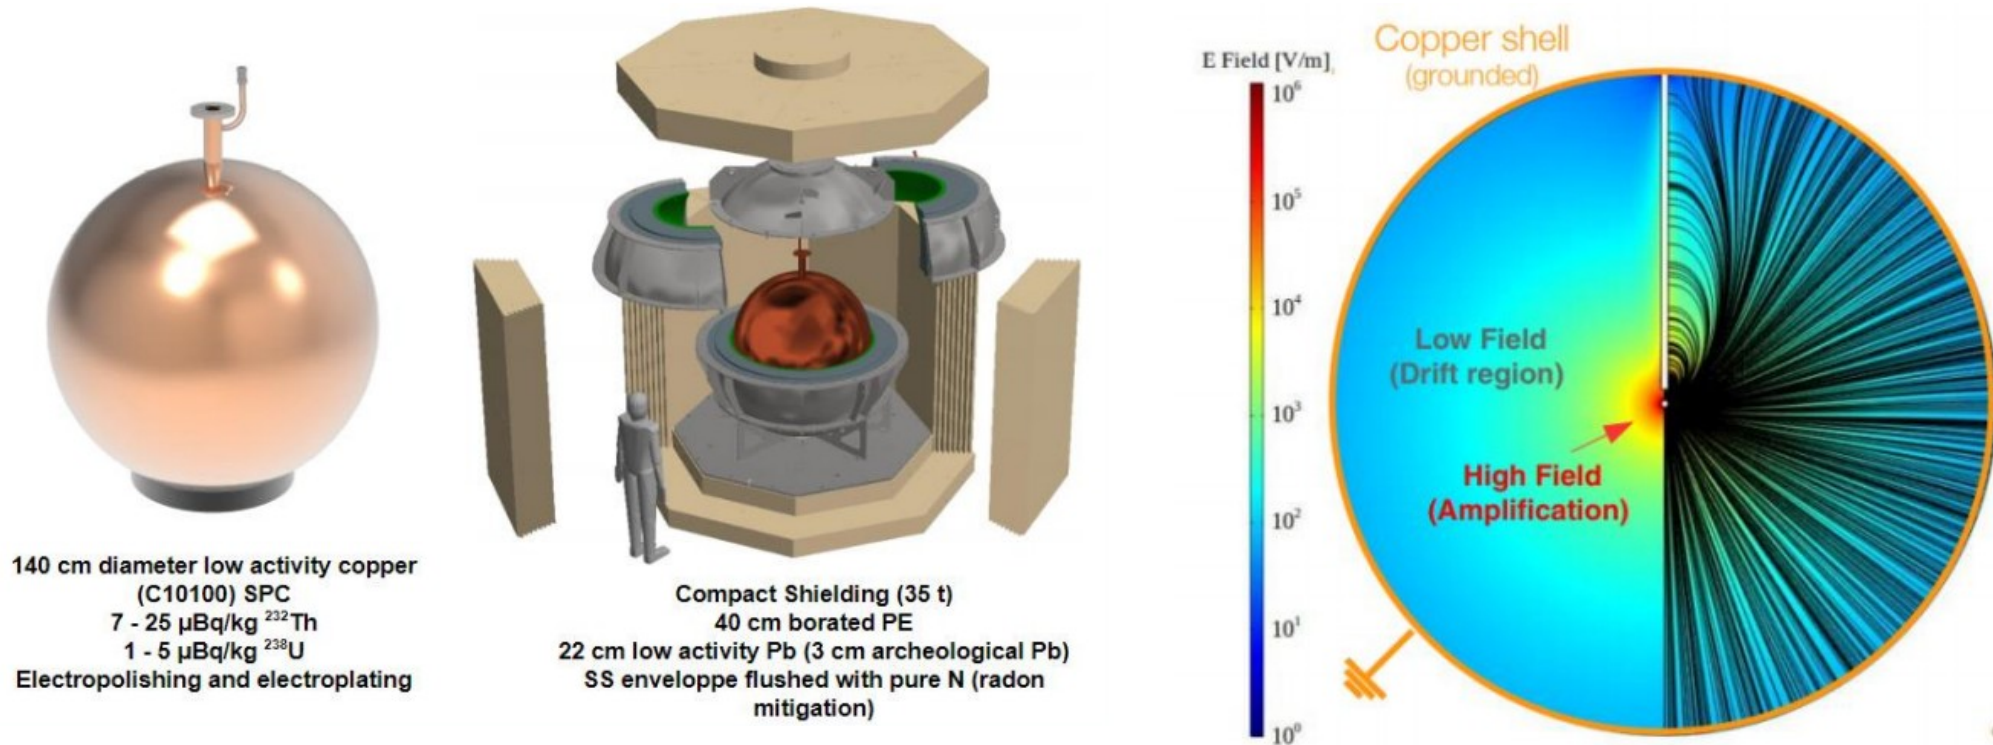 140 cm diameter low activity copper
(C10100) SPC
7 - 25 µBq/kg ²³²Th
1 - 5 µBq/kg ²³⁸U
Electropolishing and electroplating
Compact Shielding (35 t)
40 cm borated PE
22 cm low activity Pb (3 cm archeological Pb)
SS enveloppe flushed with pure N (radon
mitigation)
E Field [V/m]
10⁶
10⁵
10⁴
10³
10²
10¹
10⁰
Copper shell
(grounded)
Low Field
(Drift region)
High Field
(Amplification)